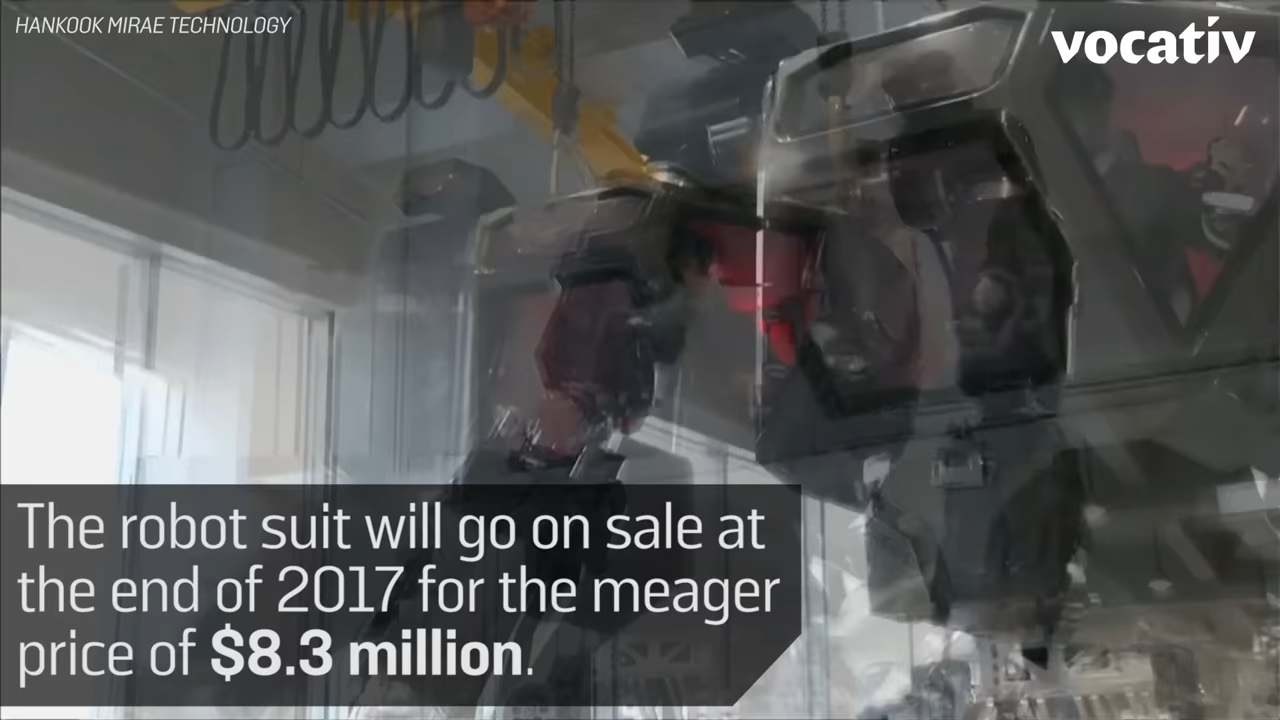 HANKOOK MIRAE TECHNOLOGY
vocativ
The robot suit will go on sale at
the end of 2017 for the meager
price of $8.3 million.